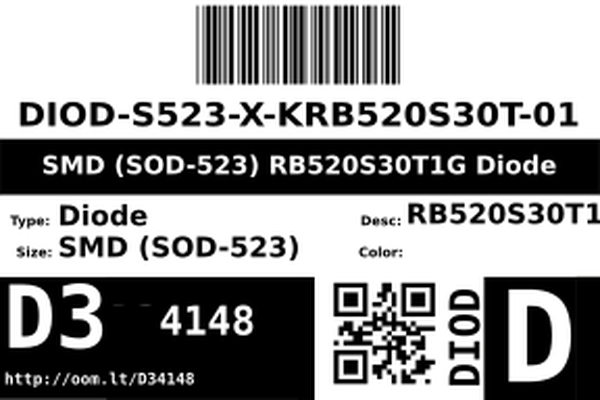 DIOD-S523-X-KRB520S30T-01
SMD (SOD-523) RB520S30T1G Diode
Type: Diode
Desc: RB520S30T1
Size: SMD (SOD-523)
Color:
D3 4148
http://oom.lt/D34148
DIOD
D